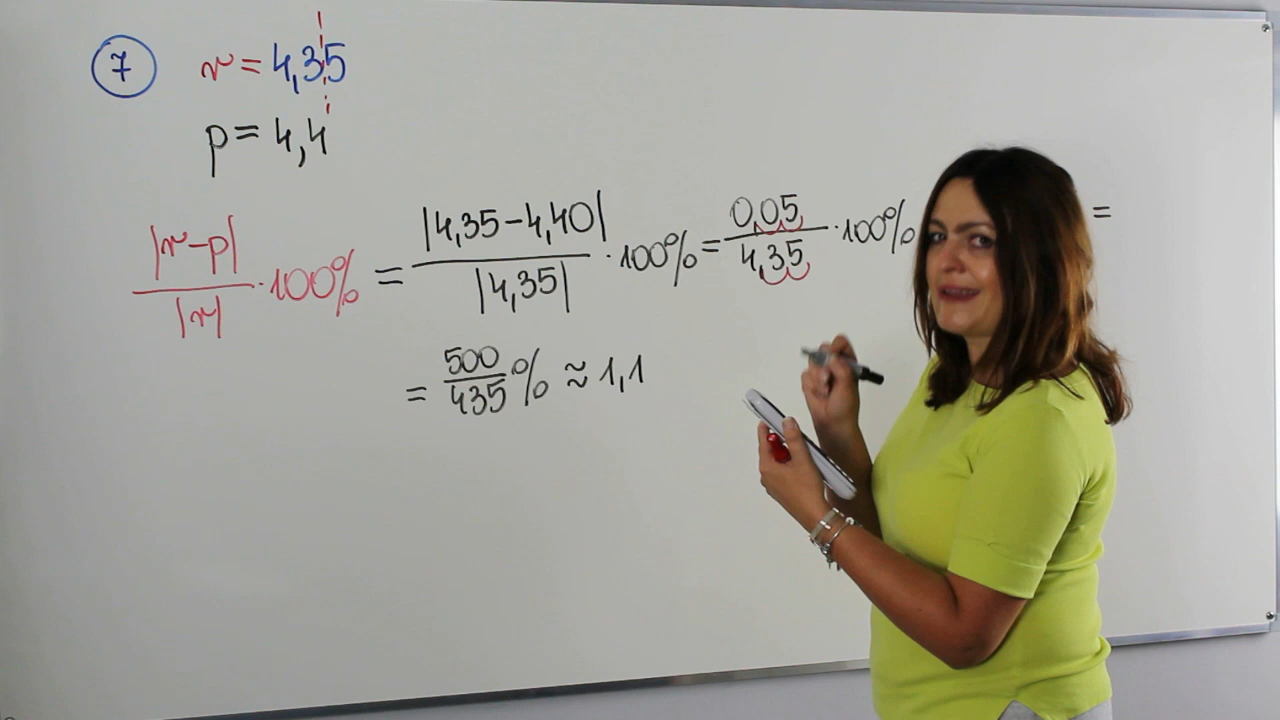 7 r = 4,35
p = 4,4
|r-p| / |r| · 100% = |4,35-4,40| / |4,35| · 100% = 0,05 / 4,35 · 100% =
= 500/435 % ≈ 1,1